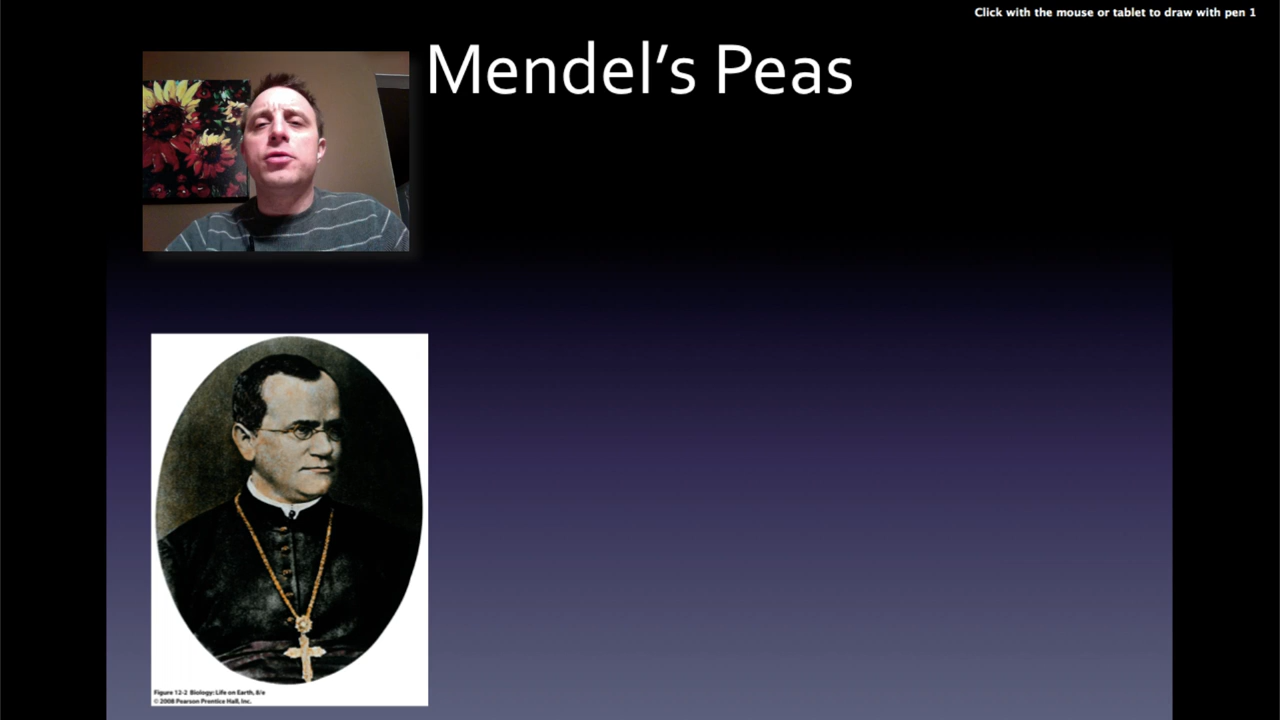 Click with the mouse or tablet to draw with pen 1
Mendel’s Peas
Figure 12-2 Biology: Life on Earth, 8/e
© 2008 Pearson Prentice Hall, Inc.